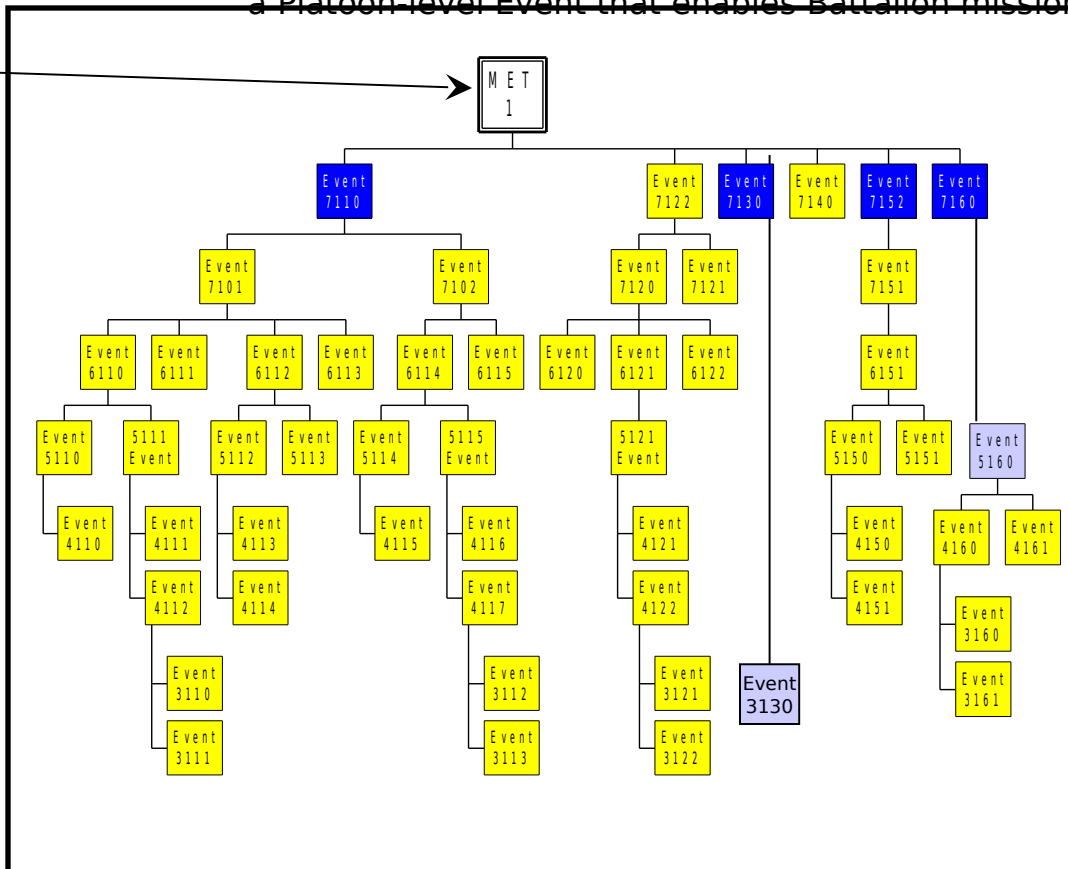 a Platoon-level Event that enables Battalion mission
MET
1
Event
7110
Event
7122
Event
7130
Event
7140
Event
7152
Event
7160
Event
7101
Event
7102
Event
7120
Event
7121
Event
7151
Event
6110
Event
6111
Event
6112
Event
6113
Event
6114
Event
6115
Event
6120
Event
6121
Event
6122
Event
6151
Event
5110
5111
Event
Event
5112
Event
5113
Event
5114
5115
Event
5121
Event
Event
5150
Event
5151
Event
5160
Event
4110
Event
4111
Event
4113
Event
4115
Event
4116
Event
4121
Event
4150
Event
4160
Event
4161
Event
4112
Event
4114
Event
4117
Event
4122
Event
4151
Event
3160
Event
3110
Event
3112
Event
3121
Event
3130
Event
3161
Event
3111
Event
3113
Event
3122